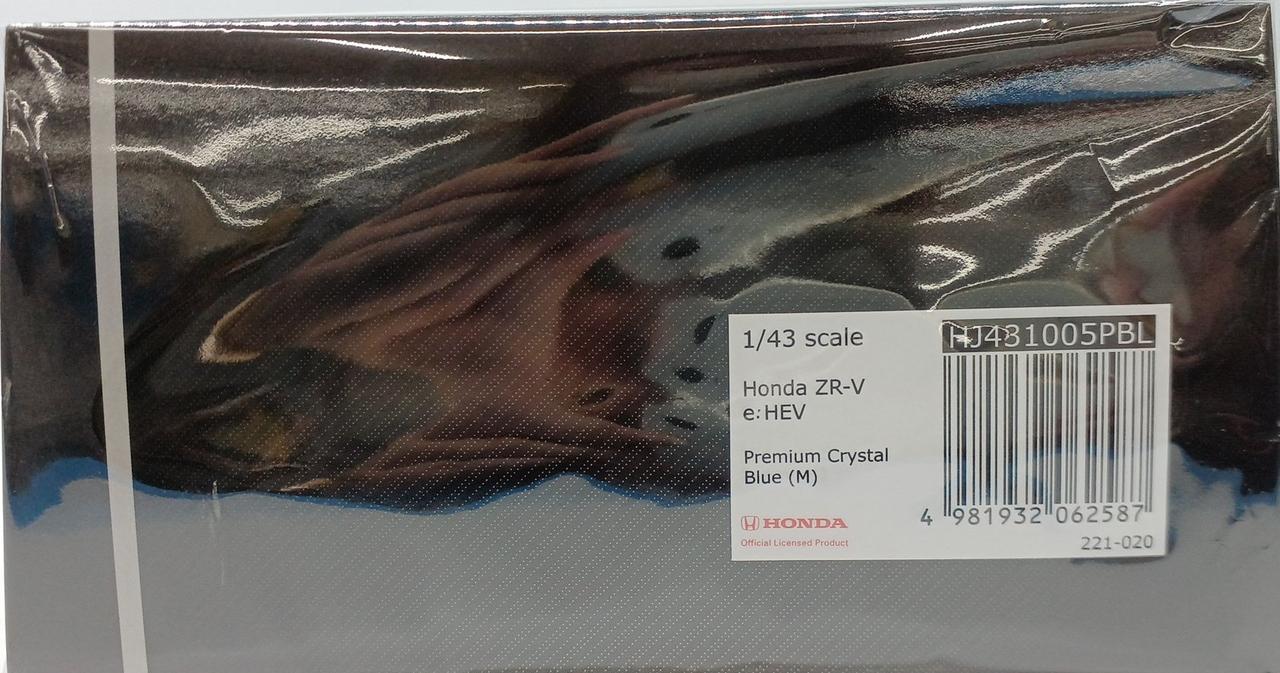 1/43 scale
HJ431005PBL
Honda ZR-V
e:HEV
Premium Crystal
Blue (M)
HONDA
Official Licensed Product
4 981932 062587
221-020